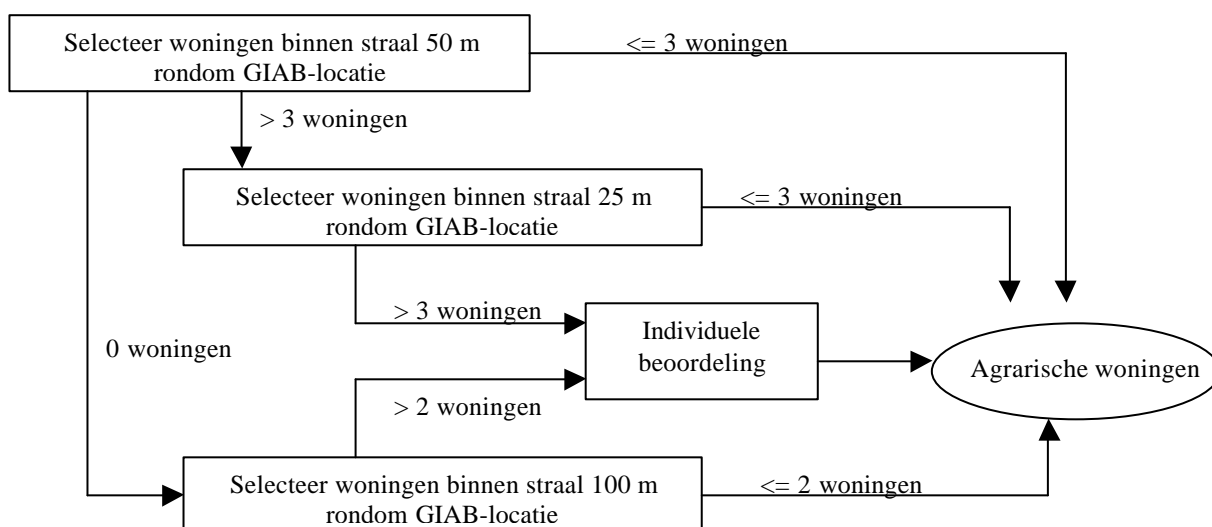 Selecteer woningen binnen straal 50 m
rondom GIAB-locatie
<= 3 woningen
> 3 woningen
Selecteer woningen binnen straal 25 m
rondom GIAB-locatie
<= 3 woningen
> 3 woningen
Individuele
beoordeling
0 woningen
Agrarische woningen
> 2 woningen
Selecteer woningen binnen straal 100 m
rondom GIAB-locatie
<= 2 woningen